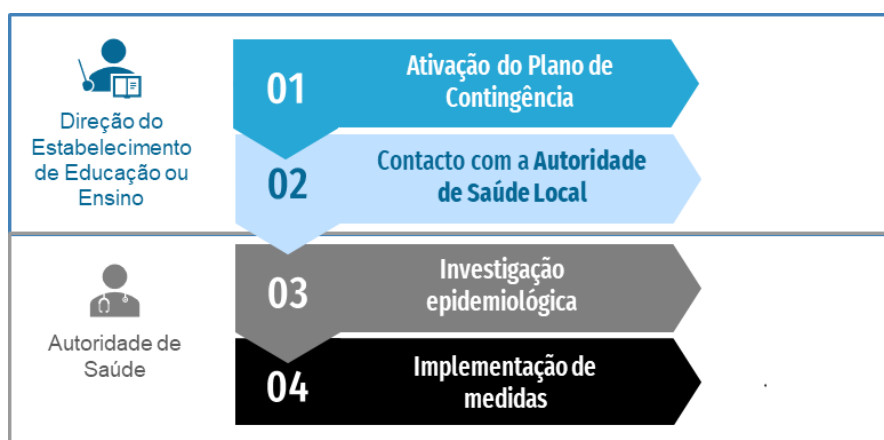 Direção do
Estabelecimento
de Educação ou
Ensino
01
Ativação do Plano de
Contingência
02
Contacto com a Autoridade
de Saúde Local
Autoridade de
Saúde
03
Investigação
epidemiológica
04
Implementação de
medidas
.